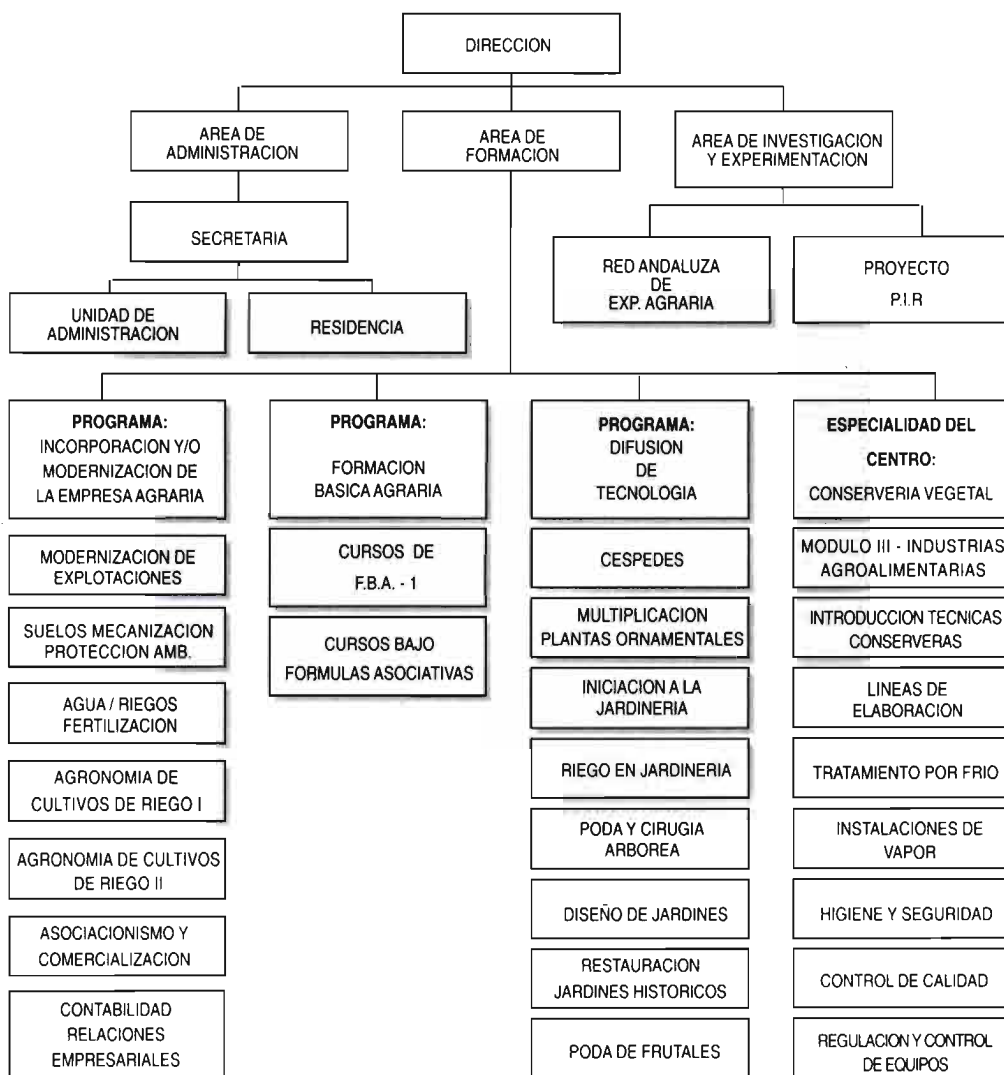 DIRECCION
AREA DE
ADMINISTRACION
AREA DE
FORMACION
AREA DE INVESTIGACION
Y EXPERIMENTACION
SECRETARIA
RED ANDALUZA
DE
EXP. AGRARIA
PROYECTO
P.I.R
UNIDAD DE
ADMINISTRACION
RESIDENCIA
PROGRAMA:
INCORPORACION Y/O
MODERNIZACION DE
LA EMPRESA AGRARIA
MODERNIZACION DE
EXPLOTACIONES
SUELOS MECANIZACION
PROTECCION AMB.
AGUA / RIEGOS
FERTILIZACION
AGRONOMIA DE
CULTIVOS DE RIEGO I
AGRONOMIA DE CULTIVOS
DE RIEGO II
ASOCIACIONISMO Y
COMERCIALIZACION
CONTABILIDAD
RELACIONES
EMPRESARIALES
PROGRAMA:
FORMACION
BASICA AGRARIA
CURSOS DE
F.B.A. - 1
CURSOS BAJO
FORMULAS ASOCIATIVAS
PROGRAMA:
DIFUSION
DE
TECNOLOGIA
CESPEDES
MULTIPLICACION
PLANTAS ORNAMENTALES
INICIACION A LA
JARDINERIA
RIEGO EN JARDINERIA
PODA Y CIRUGIA
ARBOREA
DISEÑO DE JARDINES
RESTAURACION
JARDINES HISTORICOS
PODA DE FRUTALES
ESPECIALIDAD DEL
CENTRO:
CONSERVERIA VEGETAL
MODULO III - INDUSTRIAS
AGROALIMENTARIAS
INTRODUCCION TECNICAS
CONSERVERAS
LINEAS DE
ELABORACION
TRATAMIENTO POR FRIO
INSTALACIONES DE
VAPOR
HIGIENE Y SEGURIDAD
CONTROL DE CALIDAD
REGULACION Y CONTROL
DE EQUIPOS